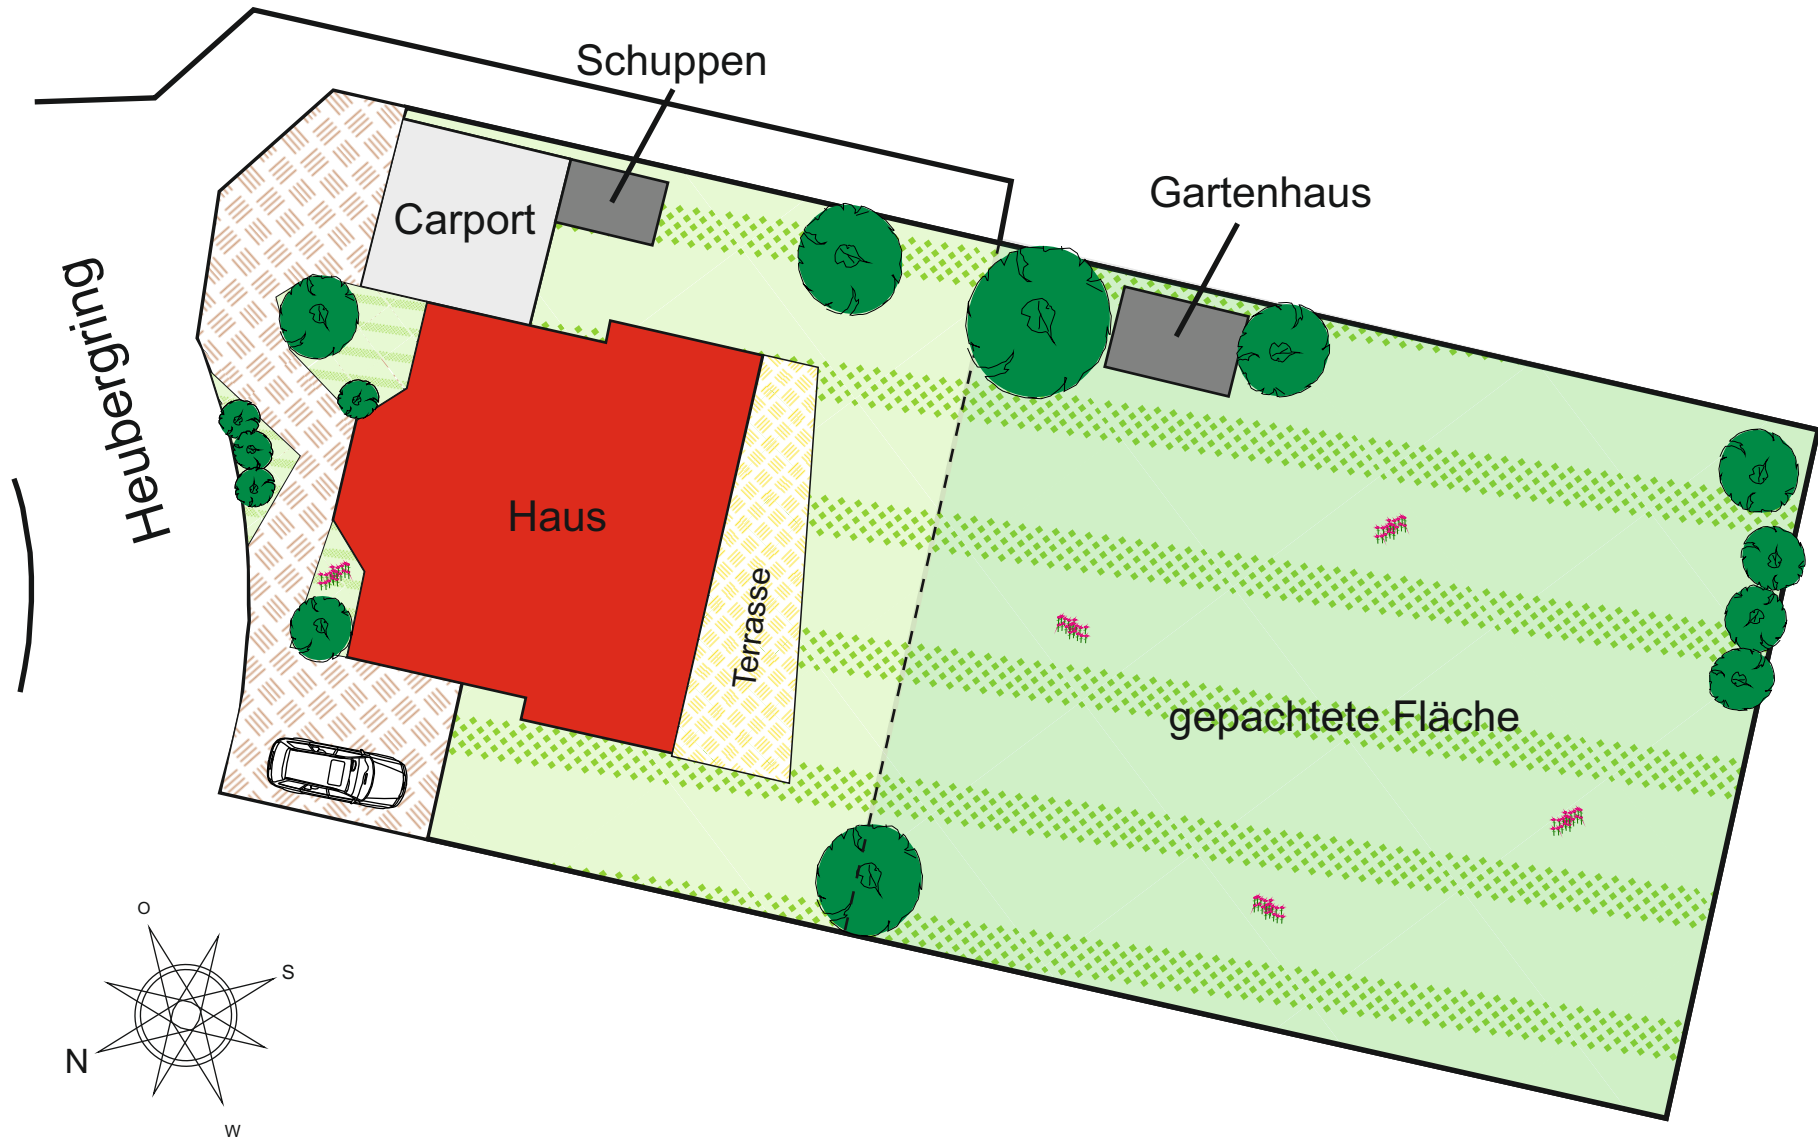 Schuppen
Gartenhaus
Carport
Heubergring
Haus
Terrasse
gepachtete Fläche
O
S
N
W